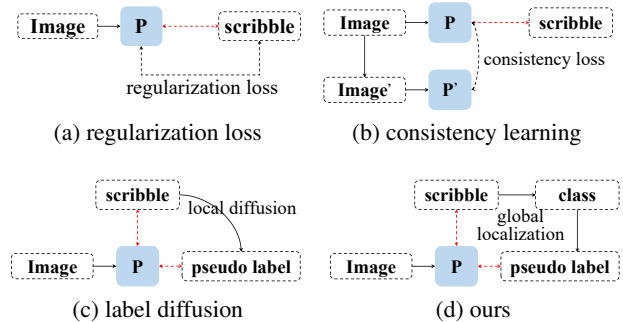 Image P scribble
regularization loss
(a) regularization loss
Image P scribble
consistency loss
Image' P'
(b) consistency learning
scribble
local diffusion
Image P pseudo label
(c) label diffusion
scribble class
global
localization
Image P pseudo label
(d) ours